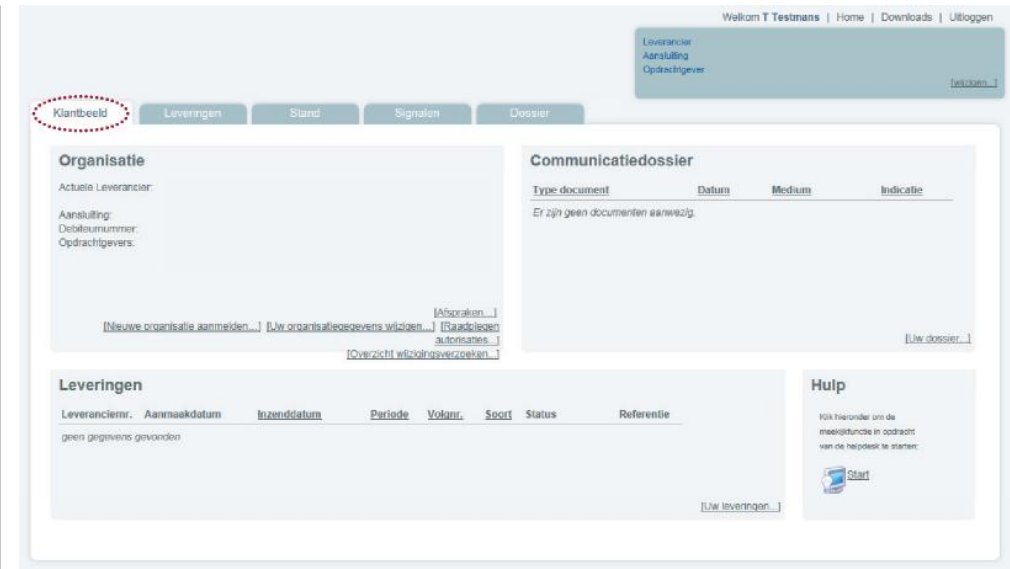 Welkom T Testmans | Home | Downloads | Uitloggen
Leverancier
Aansluiting
Opdrachtgever
[wijzigen...]
Klantbeeld Leveringen Stand Signalen Dossier
Organisatie
Actuele Leverancier:
Aansluiting:
Debiteurnummer:
Opdrachtgevers:
[Afspraken...]
[Nieuwe organisatie aanmelden...] [Uw organisatiegegevens wijzigen...] [Raadplegen
autorisaties...]
[Overzicht wijzigingsverzoeken...]
Communicatiedossier
Type document Datum Medium Indicatie
Er zijn geen documenten aanwezig.
[Uw dossier...]
Leveringen
Leveranciernr. Aanmaakdatum Inzenddatum Periode Volgnr. Soort Status Referentie
geen gegevens gevonden
[Uw leveringen...]
Hulp
Klik hieronder om de
meekijkfunctie in opdracht
van de helpdesk te starten:
Start